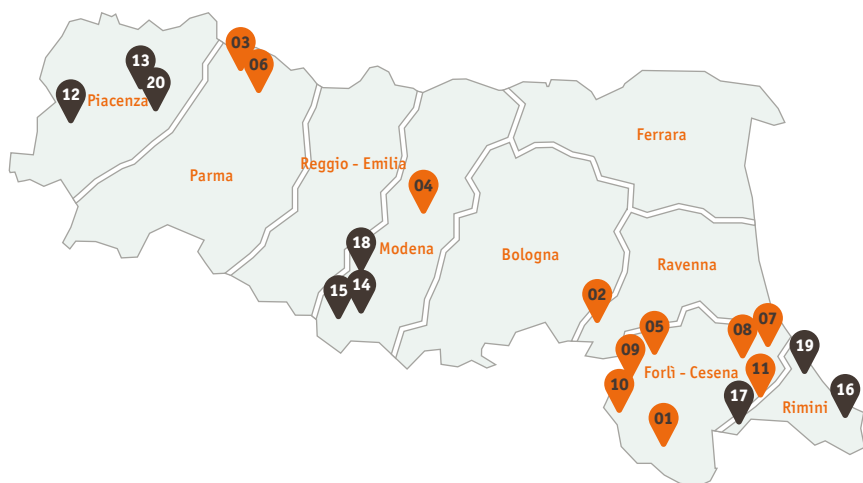 03
13
06
20
12
Piacenza
Ferrara
Reggio - Emilia
Parma
04
18
Modena
Bologna
Ravenna
15
14
02
05
08
07
09
19
Forlì - Cesena
11
10
17
16
Rimini
01